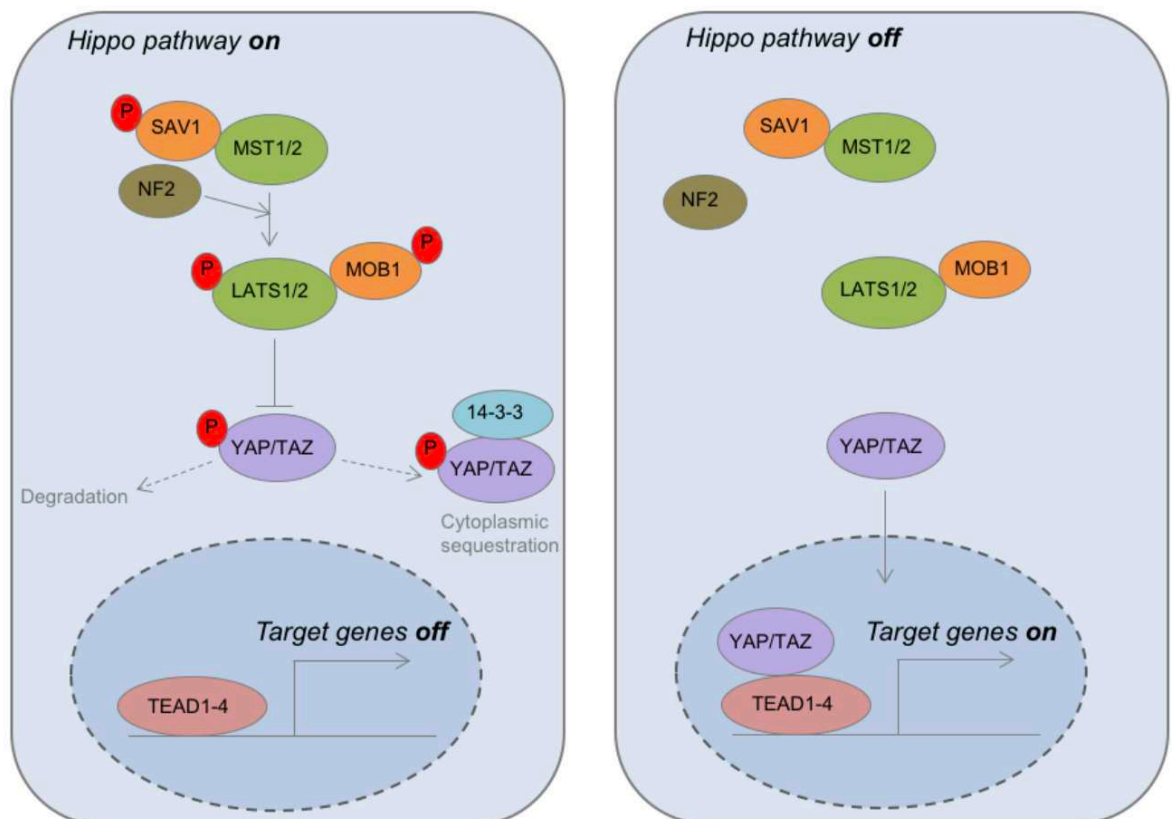 Hippo pathway on
P
SAV1
MST1/2
NF2
P
P
MOB1
LATS1/2
14-3-3
P
YAP/TAZ
P
YAP/TAZ
Degradation
Cytoplasmic
sequestration
Target genes off
TEAD1-4
Hippo pathway off
SAV1
MST1/2
NF2
MOB1
LATS1/2
YAP/TAZ
YAP/TAZ
Target genes on
TEAD1-4